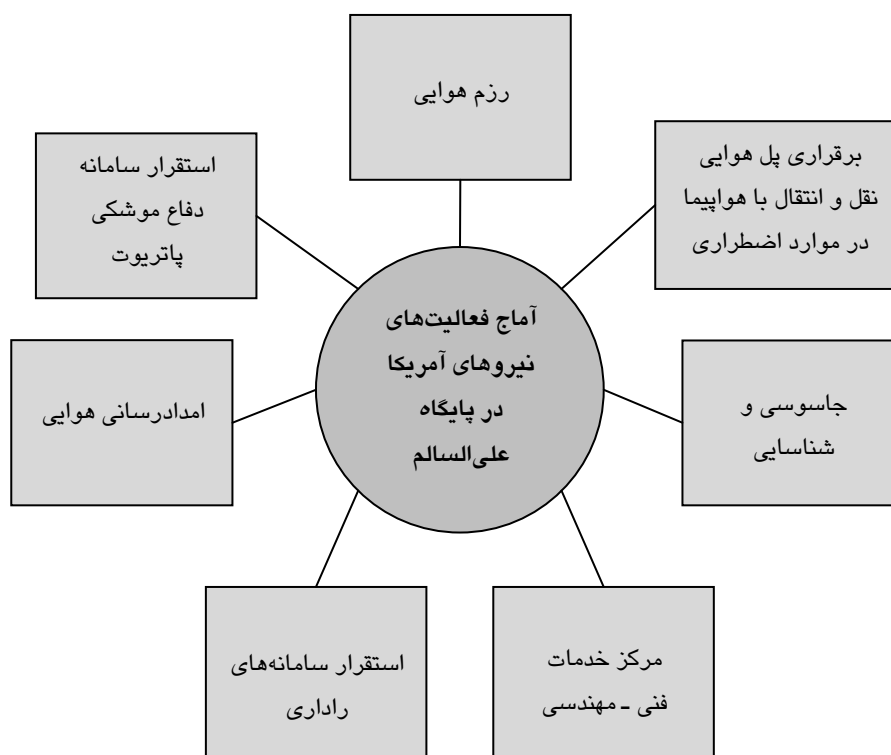 رزم هوایی
برقراری پل هوایی
نقل و انتقال با هواپیما
در موارد اضطراری
استقرار سامانه
دفاع موشکی
پاتریوت
آماج فعالیت‌های
نیروهای آمریکا
در پایگاه
علی‌السالم
جاسوسی و
شناسایی
امدادرسانی هوایی
مرکز خدمات
فنی ـ مهندسی
استقرار سامانه‌های
راداری